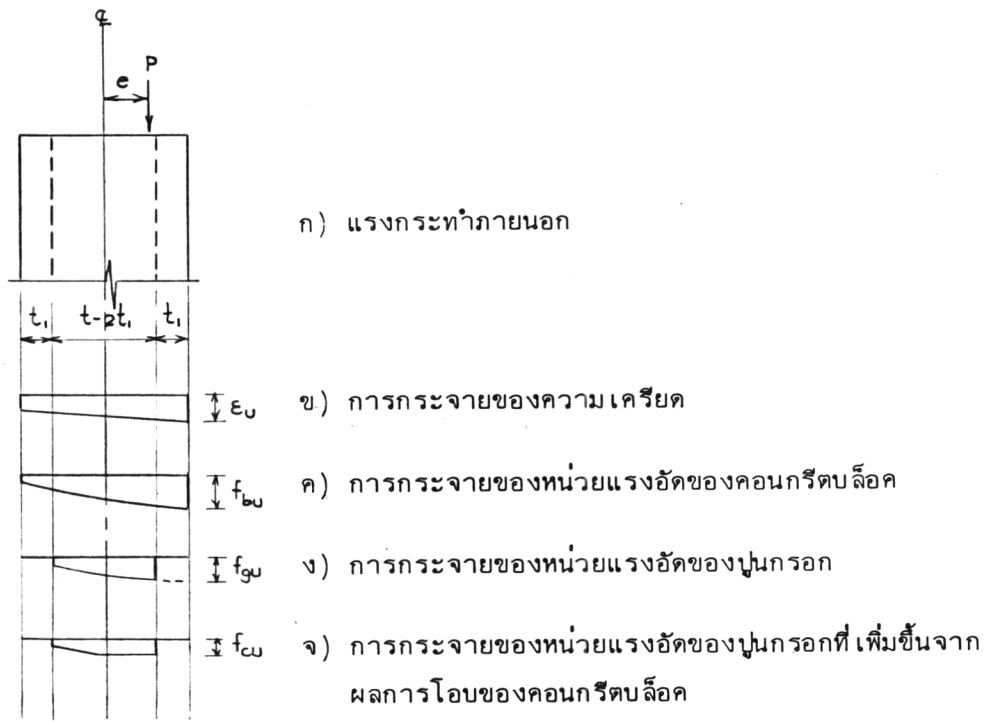 ℄
P
e
ก) แรงกระทำภายนอก
t₁ t-2t₁ t₁
εu ข) การกระจายของความเครียด
fbu ค) การกระจายของหน่วยแรงอัดของคอนกรีตบล็อค
fgu ง) การกระจายของหน่วยแรงอัดของปูนกรอก
fcu จ) การกระจายของหน่วยแรงอัดของปูนกรอกที่เพิ่มขึ้นจาก
ผลการโอบของคอนกรีตบล็อค